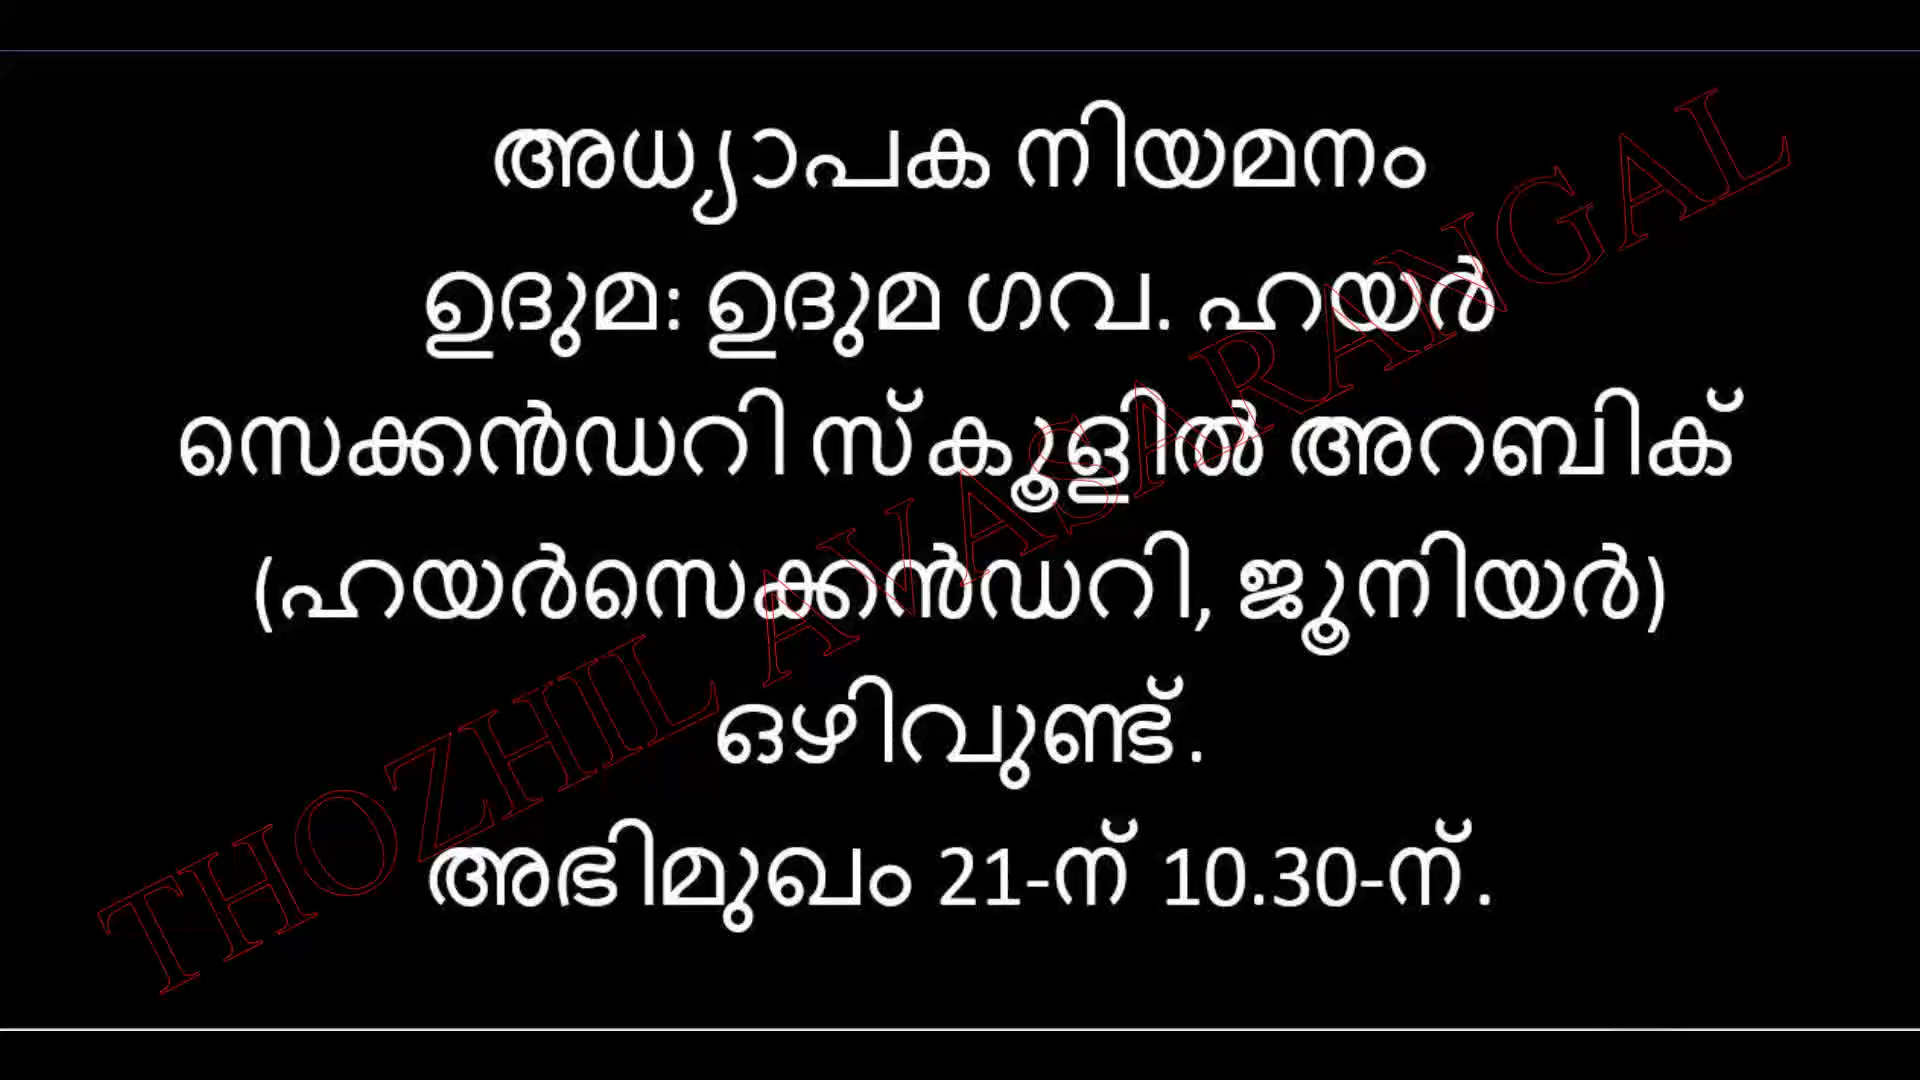 അധ്യാപക നിയമനം
ഉദുമ: ഉദുമ ഗവ. ഹയർ
സെക്കൻഡറി സ്കൂളിൽ അറബിക്
(ഹയർസെക്കൻഡറി, ജൂനിയർ)
ഒഴിവുണ്ട്.
അഭിമുഖം 21-ന് 10.30-ന്.
THOZHIL AVASARANGAL